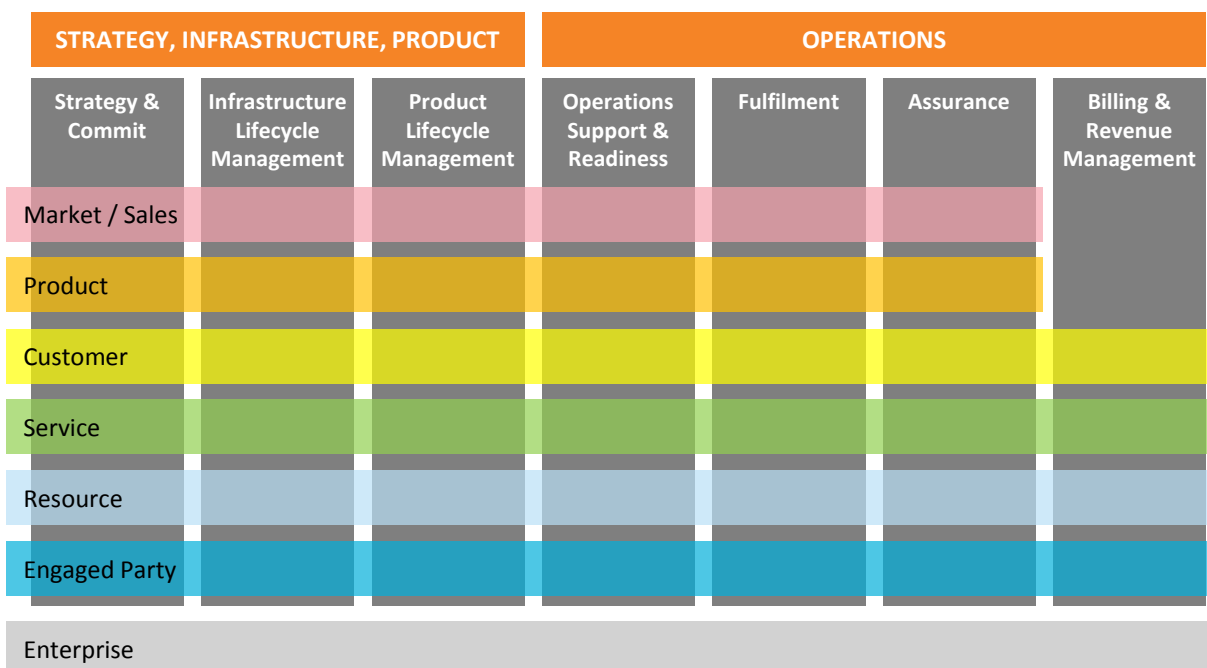 STRATEGY, INFRASTRUCTURE, PRODUCT
OPERATIONS
Strategy &
Commit
Infrastructure
Lifecycle
Management
Product
Lifecycle
Management
Operations
Support &
Readiness
Fulfilment
Assurance
Billing &
Revenue
Management
Market / Sales
Product
Customer
Service
Resource
Engaged Party
Enterprise